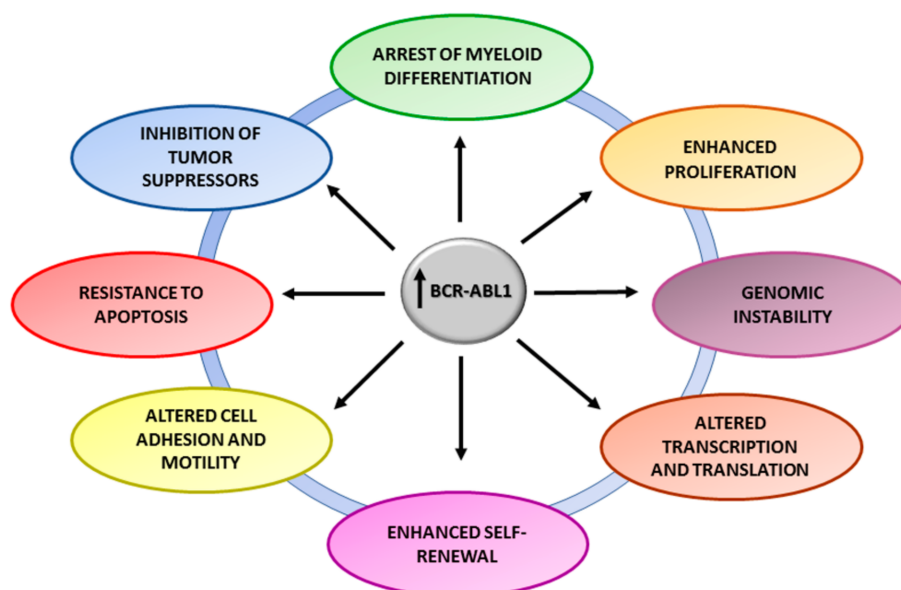 ARREST OF MYELOID
DIFFERENTIATION
INHIBITION OF
TUMOR
SUPPRESSORS
ENHANCED
PROLIFERATION
RESISTANCE TO
APOPTOSIS
BCR-ABL1
GENOMIC
INSTABILITY
ALTERED CELL
ADHESION AND
MOTILITY
ALTERED
TRANSCRIPTION
AND TRANSLATION
ENHANCED SELF-
RENEWAL